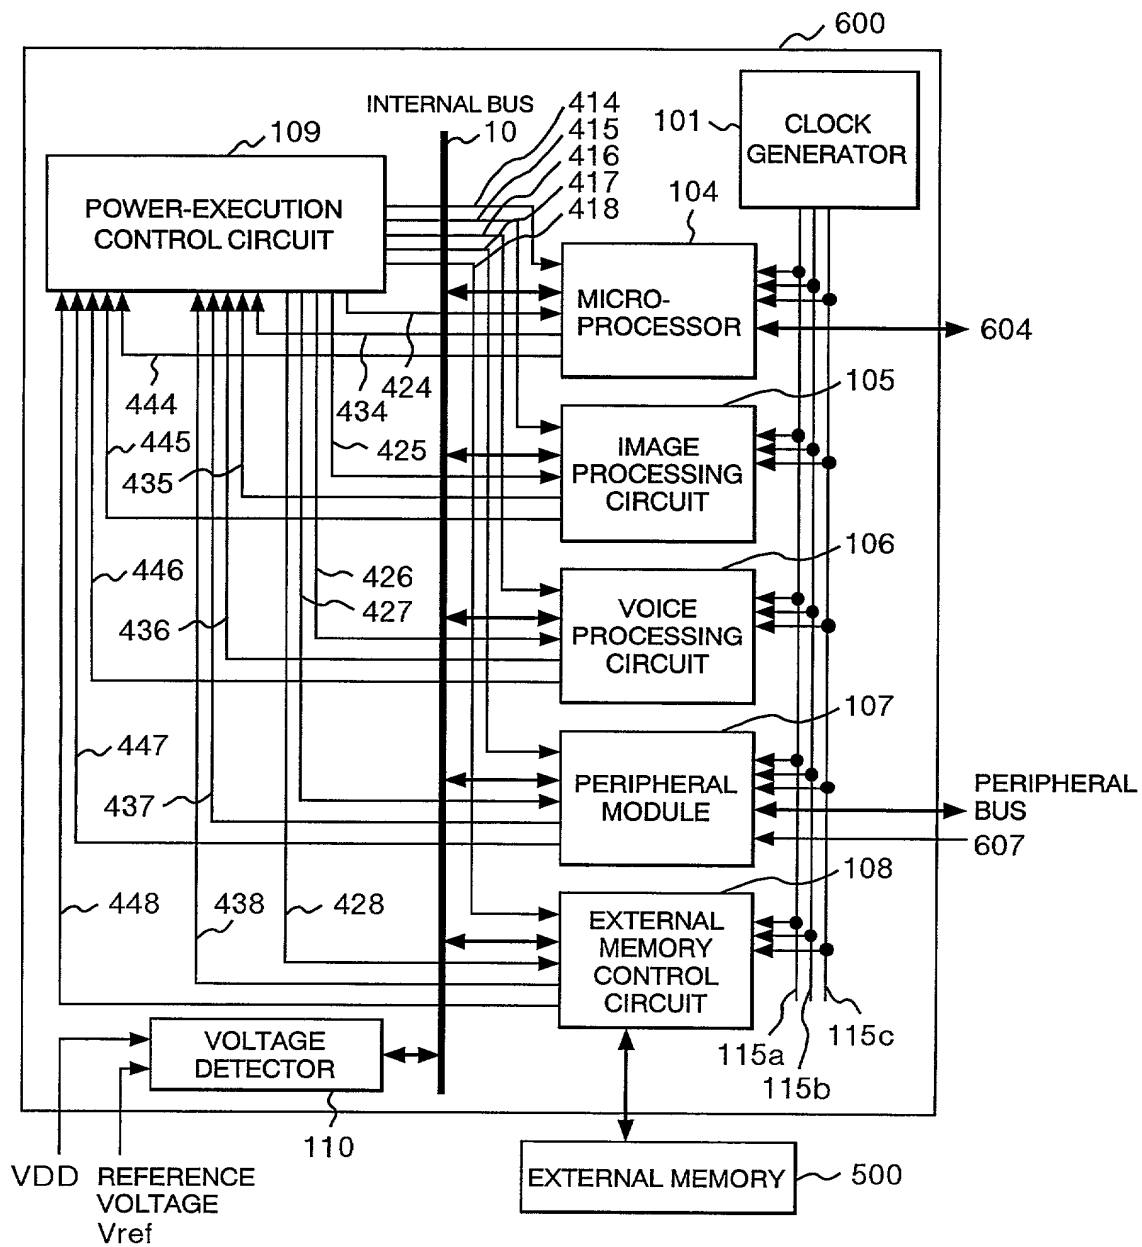 600
INTERNAL BUS
10
414
415
416
417
418
101
CLOCK
GENERATOR
109
POWER-EXECUTION
CONTROL CIRCUIT
104
MICRO-
PROCESSOR
604
424
434
444
105
IMAGE
PROCESSING
CIRCUIT
425
445
435
106
VOICE
PROCESSING
CIRCUIT
446
426
427
436
107
PERIPHERAL
MODULE
PERIPHERAL
BUS
607
447
437
108
EXTERNAL
MEMORY
CONTROL
CIRCUIT
448
438
428
VOLTAGE
DETECTOR
110
115a
115b
115c
VDD
REFERENCE
VOLTAGE
Vref
EXTERNAL MEMORY
500